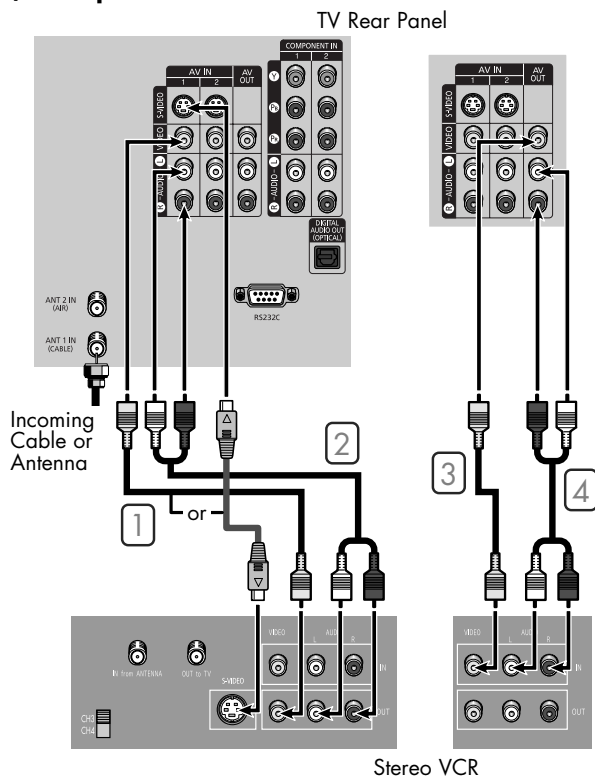 TV Rear Panel
COMPONENT IN
1 2
AV IN
1 2
AV OUT
S-VIDEO
VIDEO
L
-AUDIO-
R
Y
PB
PR
L
-AUDIO-
R
DIGITAL
AUDIO OUT
(OPTICAL)
RS232C
ANT 2 IN
(AIR)
ANT 1 IN
(CABLE)
Incoming
Cable or
Antenna
AV IN
1 2
AV OUT
S-VIDEO
VIDEO
L
-AUDIO-
R
1
or
2
3
4
IN from ANTENNA
OUT to TV
S-VIDEO
CH3
CH4
VIDEO
L
R
IN
OUT
VIDEO
L
R
IN
OUT
Stereo VCR